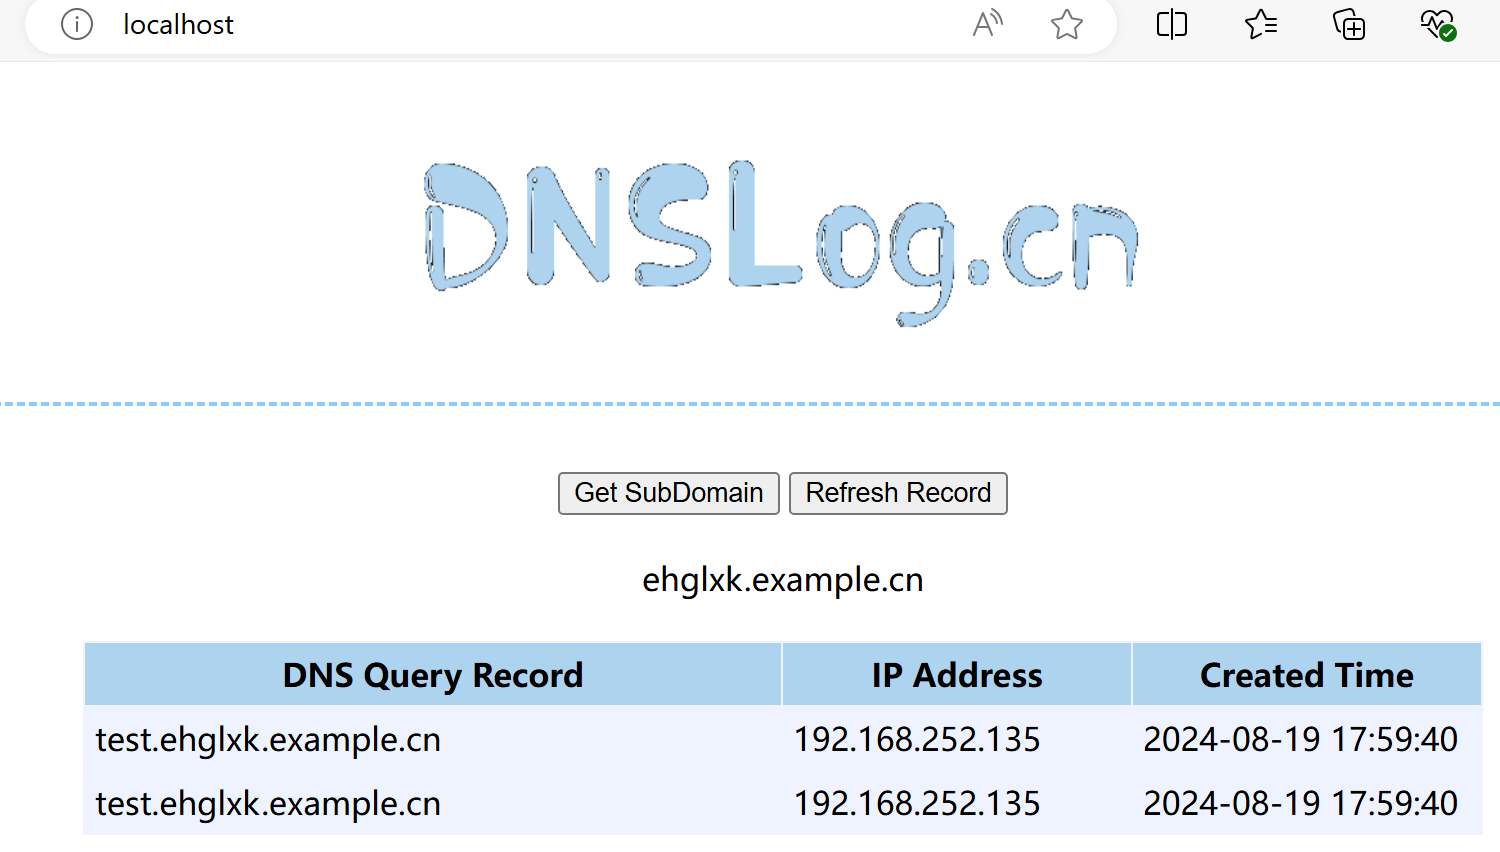 localhost
DNSLog.cn
Get SubDomain Refresh Record
ehglxk.example.cn
DNS Query Record IP Address Created Time
test.ehglxk.example.cn 192.168.252.135 2024-08-19 17:59:40
test.ehglxk.example.cn 192.168.252.135 2024-08-19 17:59:40